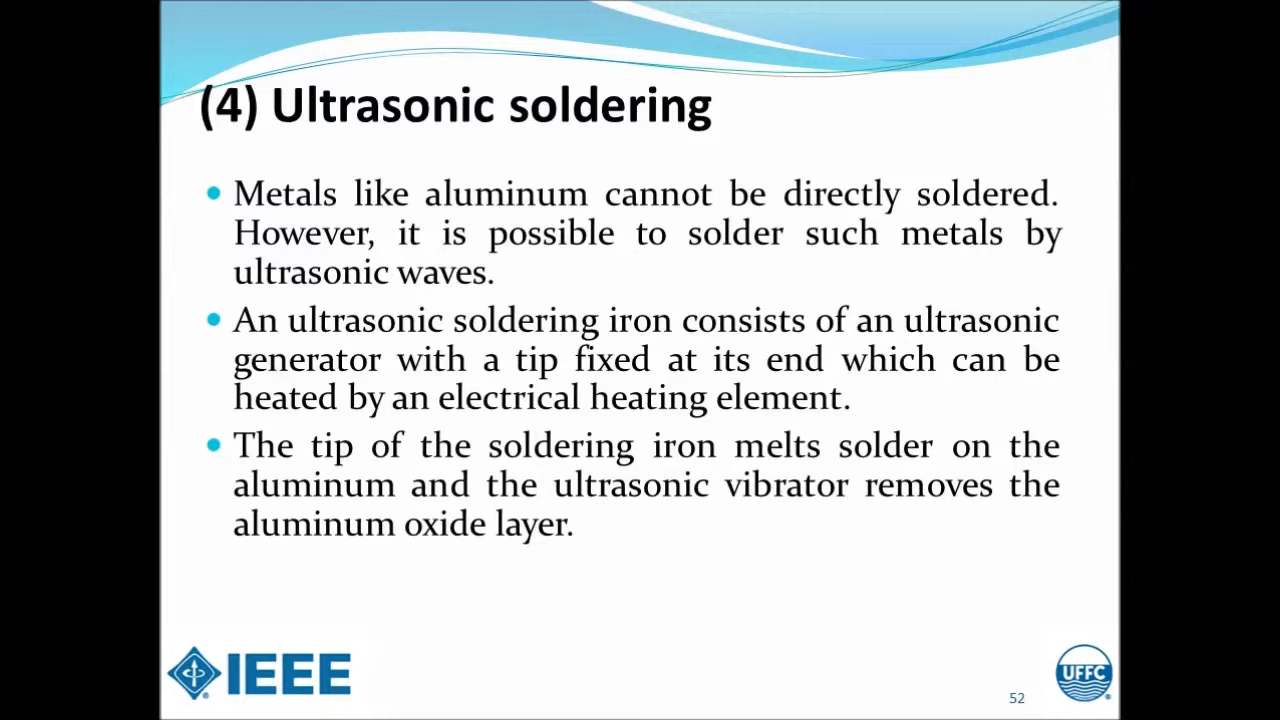 (4) Ultrasonic soldering
• Metals like aluminum cannot be directly soldered.
However, it is possible to solder such metals by
ultrasonic waves.
• An ultrasonic soldering iron consists of an ultrasonic
generator with a tip fixed at its end which can be
heated by an electrical heating element.
• The tip of the soldering iron melts solder on the
aluminum and the ultrasonic vibrator removes the
aluminum oxide layer.
IEEE
UFFC
52